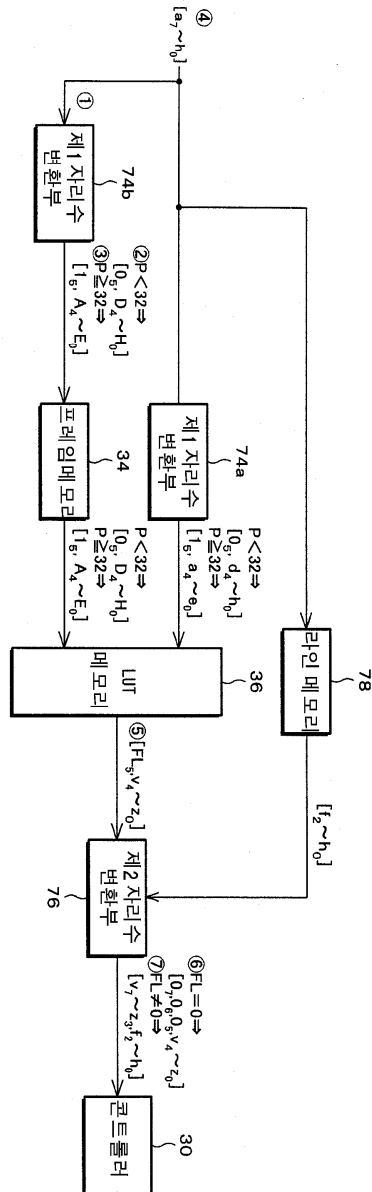 ④
[a₇~h₀]
①
제1자리수
변환부
74b
②P<32⇒
[0₅, D₄~H₀]
③P≧32⇒
[1₅, A₄~E₀]
프레임메모리
34
제1자리수
변환부
74a
P<32⇒
[0₅, d₄~h₀]
P≧32⇒
[1₅, a₄~e₀]
P<32⇒
[0₅, D₄~H₀]
P≧32⇒
[1₅, A₄~E₀]
라인 메모리
78
[f₂~h₀]
LUT
메모리
36
⑤[FL₅,v₄~z₀]
제2자리수
변환부
76
⑥FL=0⇒
[0₇,0₆,0₅,v₄~z₀]
⑦FL≠0⇒
[v₇~z₃,f₂~h₀]
콘트롤러
30